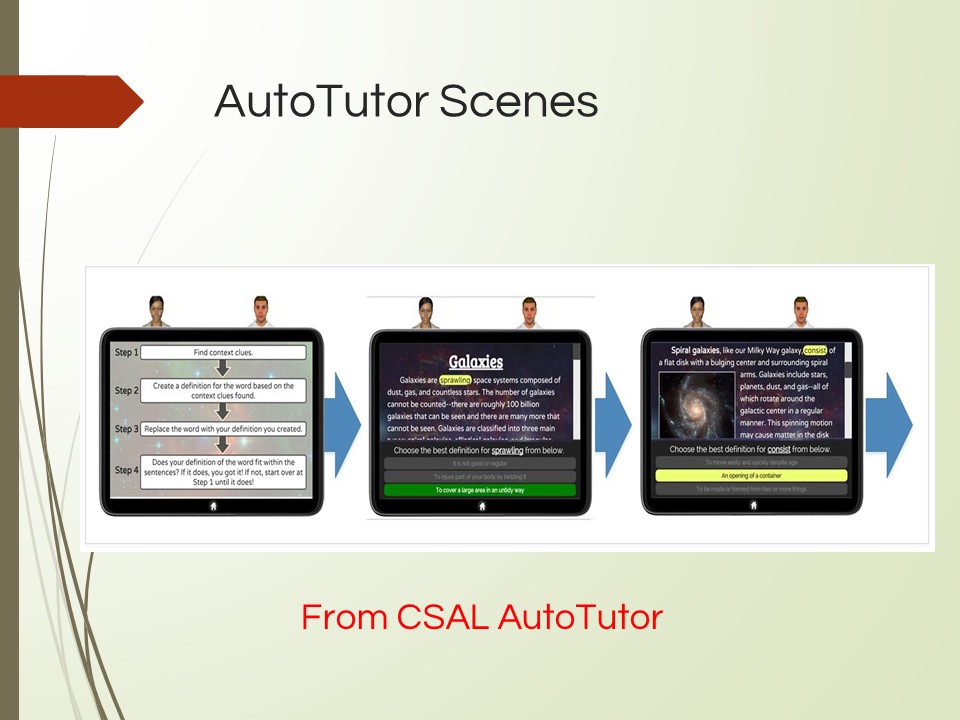 AutoTutor Scenes
Step 1
Find context clues.
Step 2
Create a definition for the word based on the
context clues found.
Step 3
Replace the word with your definition you created.
Step 4
Does your definition of the word fit within the
sentences? If it does, you got it! If not, start over at
Step 1 until it does!
Galaxies
Galaxies are sprawling space systems composed of
dust, gas, and countless stars. The number of galaxies
cannot be counted--there are roughly 100 billion
galaxies that can be seen and there are many more that
cannot be seen. Galaxies are classified into three main
Choose the best definition for sprawling from below.
It is not good or regular
To injure part of your body by twisting it
To cover a large area in an untidy way
Spiral galaxies, like our Milky Way galaxy, consist of
a flat disk with a bulging center and surrounding spiral
arms. Galaxies include stars,
planets, dust, and gas--all of
which rotate around the
galactic center in a regular
manner. This spinning motion
may cause matter in the disk
Choose the best definition for consist from below.
To move easily and quickly despite age
An opening of a container
To be made or formed from two or more things
From CSAL AutoTutor